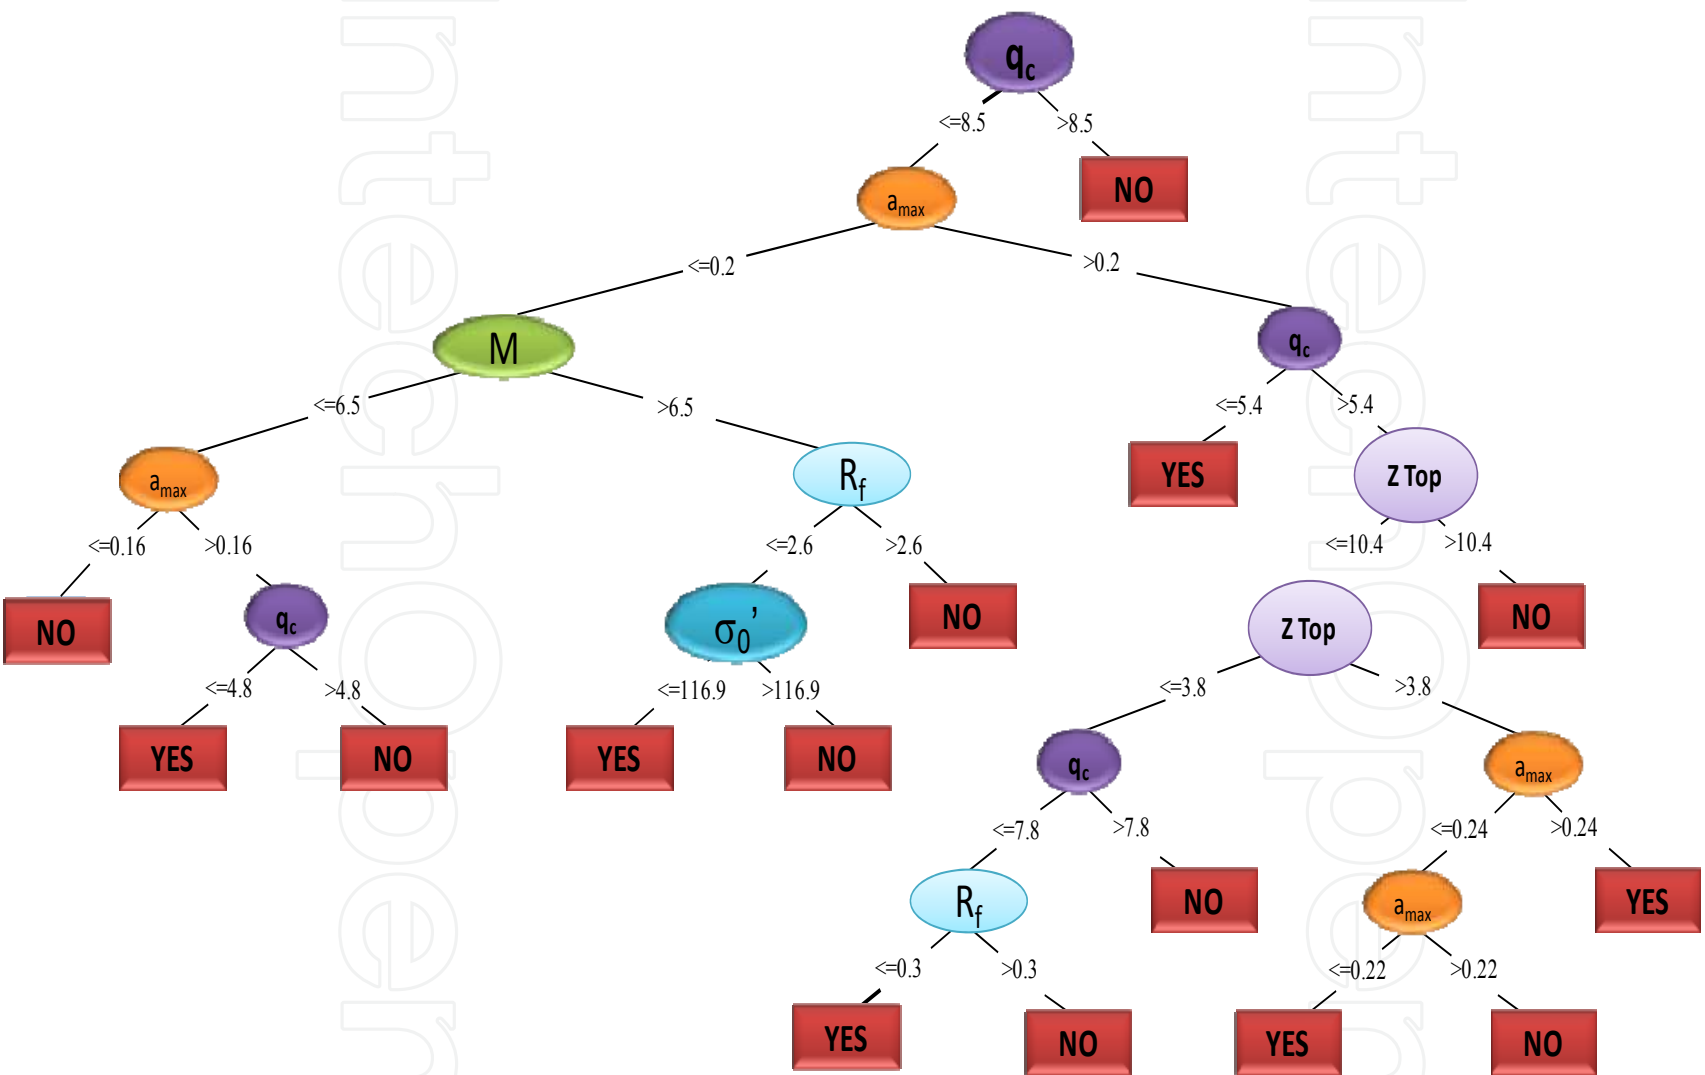 qc
<=8.5
>8.5
amax
NO
<=0.2
>0.2
M
qc
<=6.5
>6.5
<=5.4
>5.4
amax
Rf
YES
Z Top
<=0.16
>0.16
<=2.6
>2.6
<=10.4
>10.4
NO
qc
σ0’
NO
Z Top
NO
<=4.8
>4.8
<=116.9
>116.9
<=3.8
>3.8
YES
NO
YES
NO
qc
amax
<=7.8
>7.8
<=0.24
>0.24
Rf
NO
amax
YES
<=0.3
>0.3
<=0.22
>0.22
YES
NO
YES
NO
IntechOpen
IntechOpen